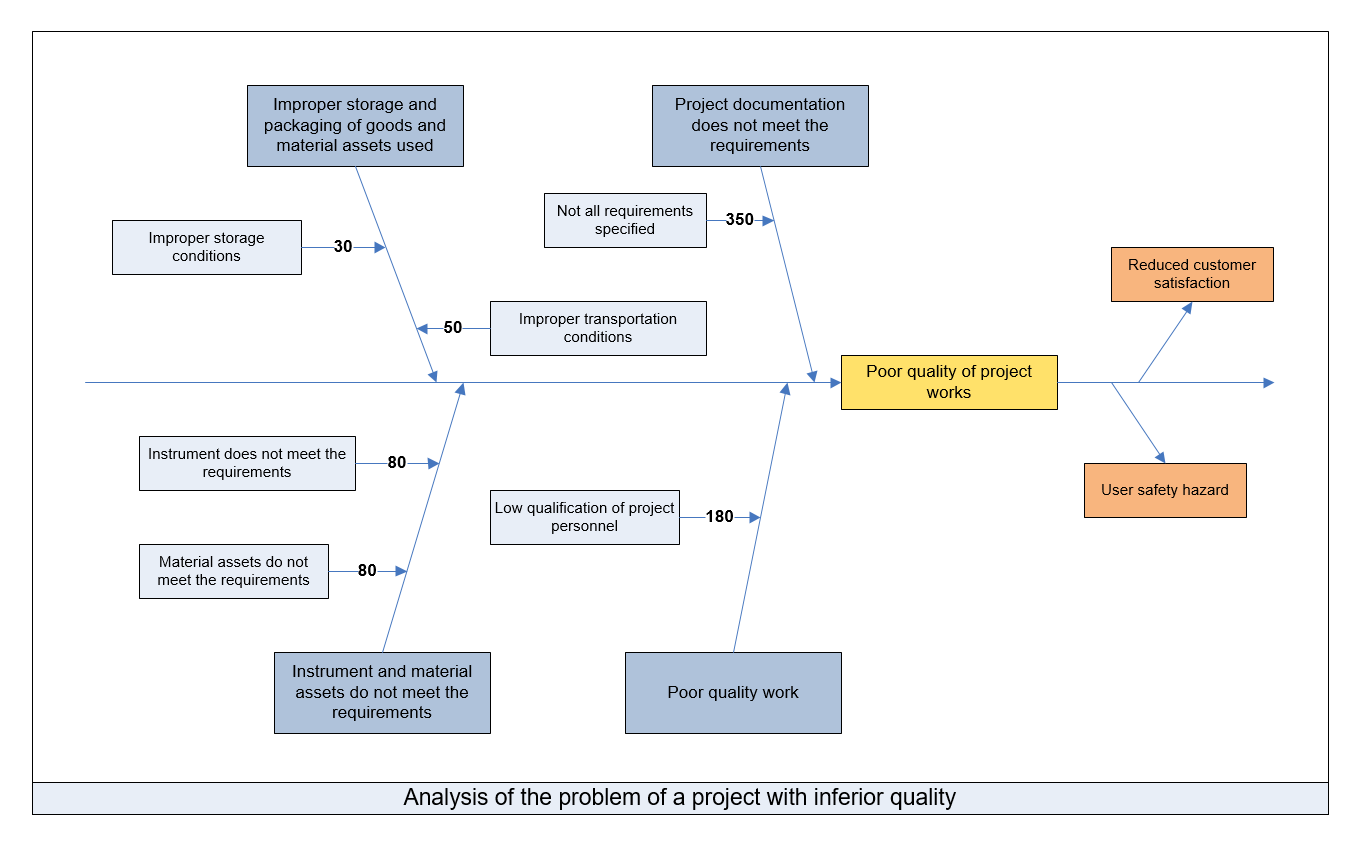 Improper storage and
packaging of goods and
material assets used
Project documentation
does not meet the
requirements
Not all requirements
specified
350
Improper storage
conditions
30
Reduced customer
satisfaction
50
Improper transportation
conditions
Poor quality of project
works
Instrument does not meet the
requirements
80
Low qualification of project
personnel
180
User safety hazard
Material assets do not
meet the requirements
80
Instrument and material
assets do not meet the
requirements
Poor quality work
Analysis of the problem of a project with inferior quality